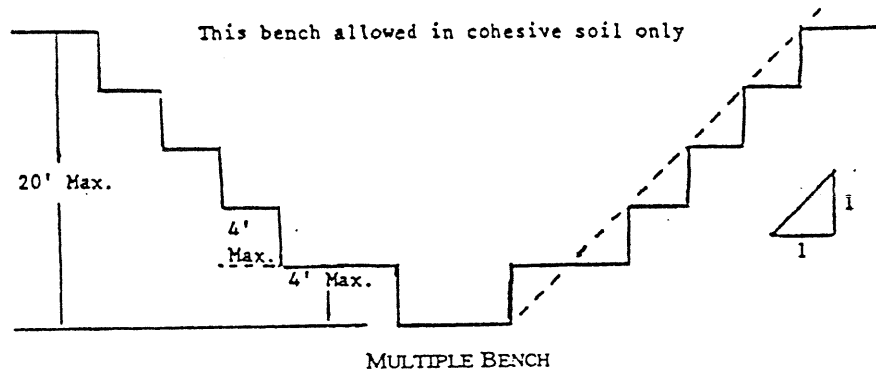 This bench allowed in cohesive soil only
20' Max.
4'
Max.
4' Max.
1
1
MULTIPLE BENCH